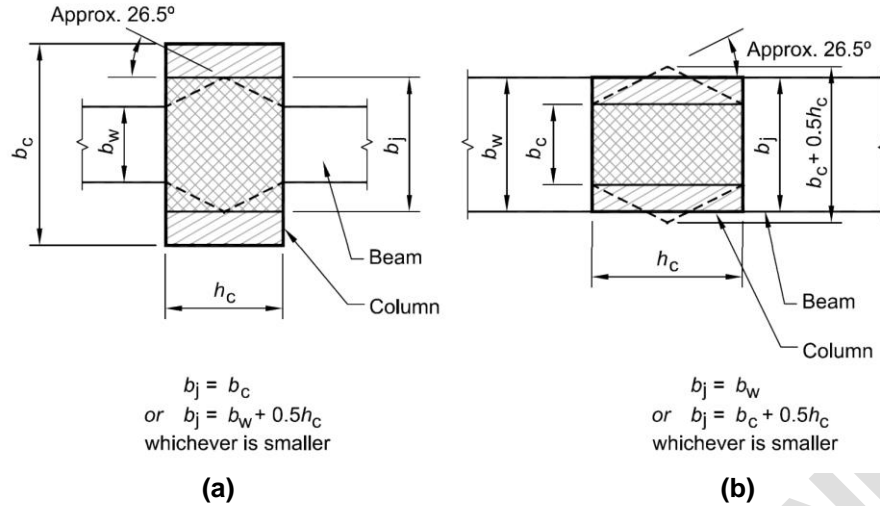 Approx. 26.5º
b_c
b_w
b_j
h_c
Beam
Column
b_j = b_c
or b_j = b_w + 0.5h_c
whichever is smaller
(a)
Approx. 26.5º
b_w
b_c
b_j
b_c + 0.5h_c
h_c
Beam
Column
b_j = b_w
or b_j = b_c + 0.5h_c
whichever is smaller
(b)